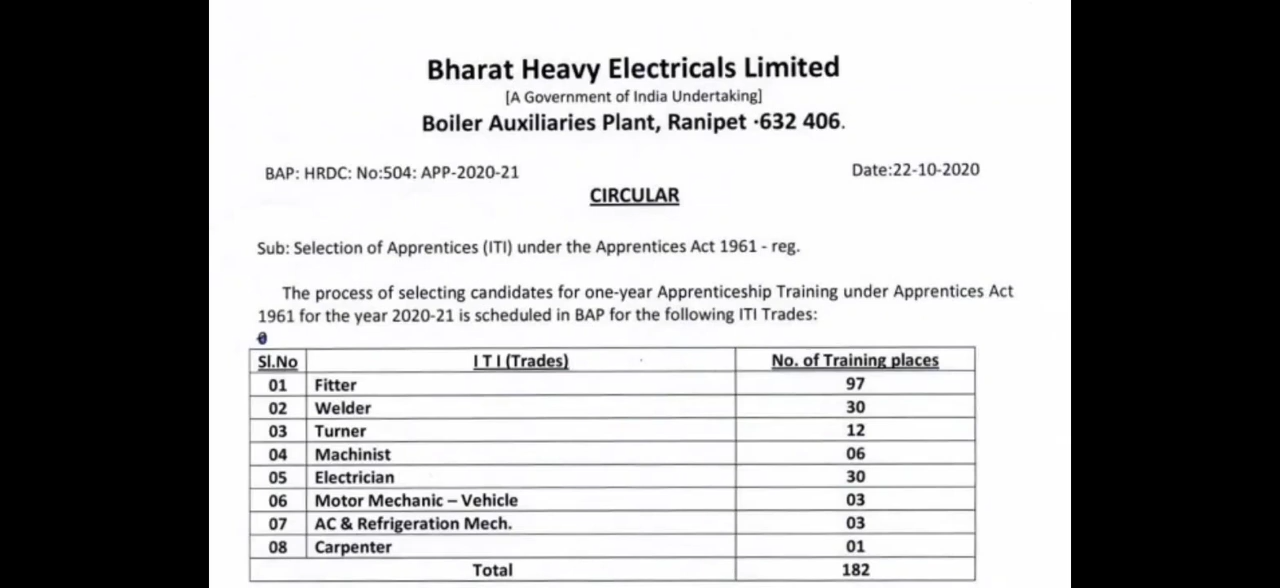 Bharat Heavy Electricals Limited
[A Government of India Undertaking]
Boiler Auxiliaries Plant, Ranipet ·632 406.
BAP: HRDC: No:504: APP-2020-21 Date:22-10-2020
CIRCULAR
Sub: Selection of Apprentices (ITI) under the Apprentices Act 1961 - reg.
The process of selecting candidates for one-year Apprenticeship Training under Apprentices Act
1961 for the year 2020-21 is scheduled in BAP for the following ITI Trades:
Sl.No I T I (Trades) No. of Training places
01 Fitter 97
02 Welder 30
03 Turner 12
04 Machinist 06
05 Electrician 30
06 Motor Mechanic – Vehicle 03
07 AC & Refrigeration Mech. 03
08 Carpenter 01
Total 182